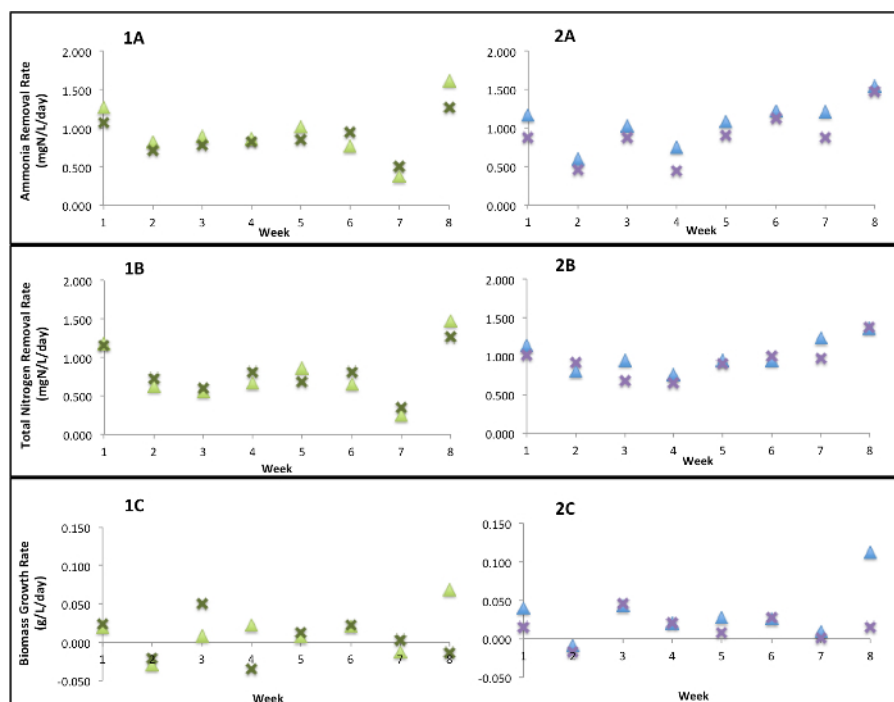 1A
2A
Ammonia Removal Rate
(mgN/L/day)
2.000
1.500
1.000
0.500
0.000
1 2 3 4 5 6 7 8
Week
2.000
1.500
1.000
0.500
0.000
1 2 3 4 5 6 7 8
Week
1B
2B
Total Nitrogen Removal Rate
(mgN/L/day)
2.000
1.500
1.000
0.500
0.000
1 2 3 4 5 6 7 8
Week
2.000
1.500
1.000
0.500
0.000
1 2 3 4 5 6 7 8
Week
1C
2C
Biomass Growth Rate
(g/L/day)
0.150
0.100
0.050
0.000
-0.050
1 2 3 4 5 6 7 8
Week
0.150
0.100
0.050
0.000
-0.050
1 2 3 4 5 6 7 8
Week